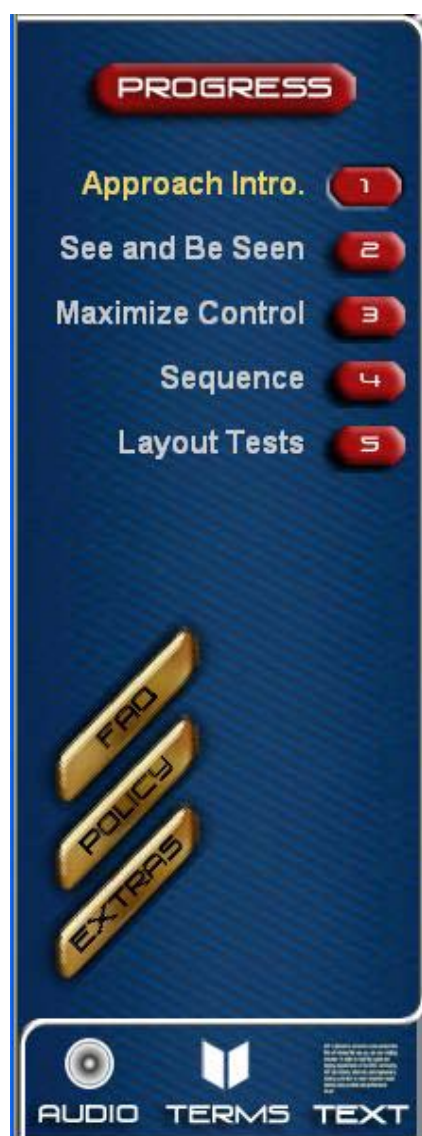 PROGRESS
Approach Intro. 1
See and Be Seen 2
Maximize Control 3
Sequence 4
Layout Tests 5
FAQ
POLICY
EXTRAS
AUDIO TERMS TEXT